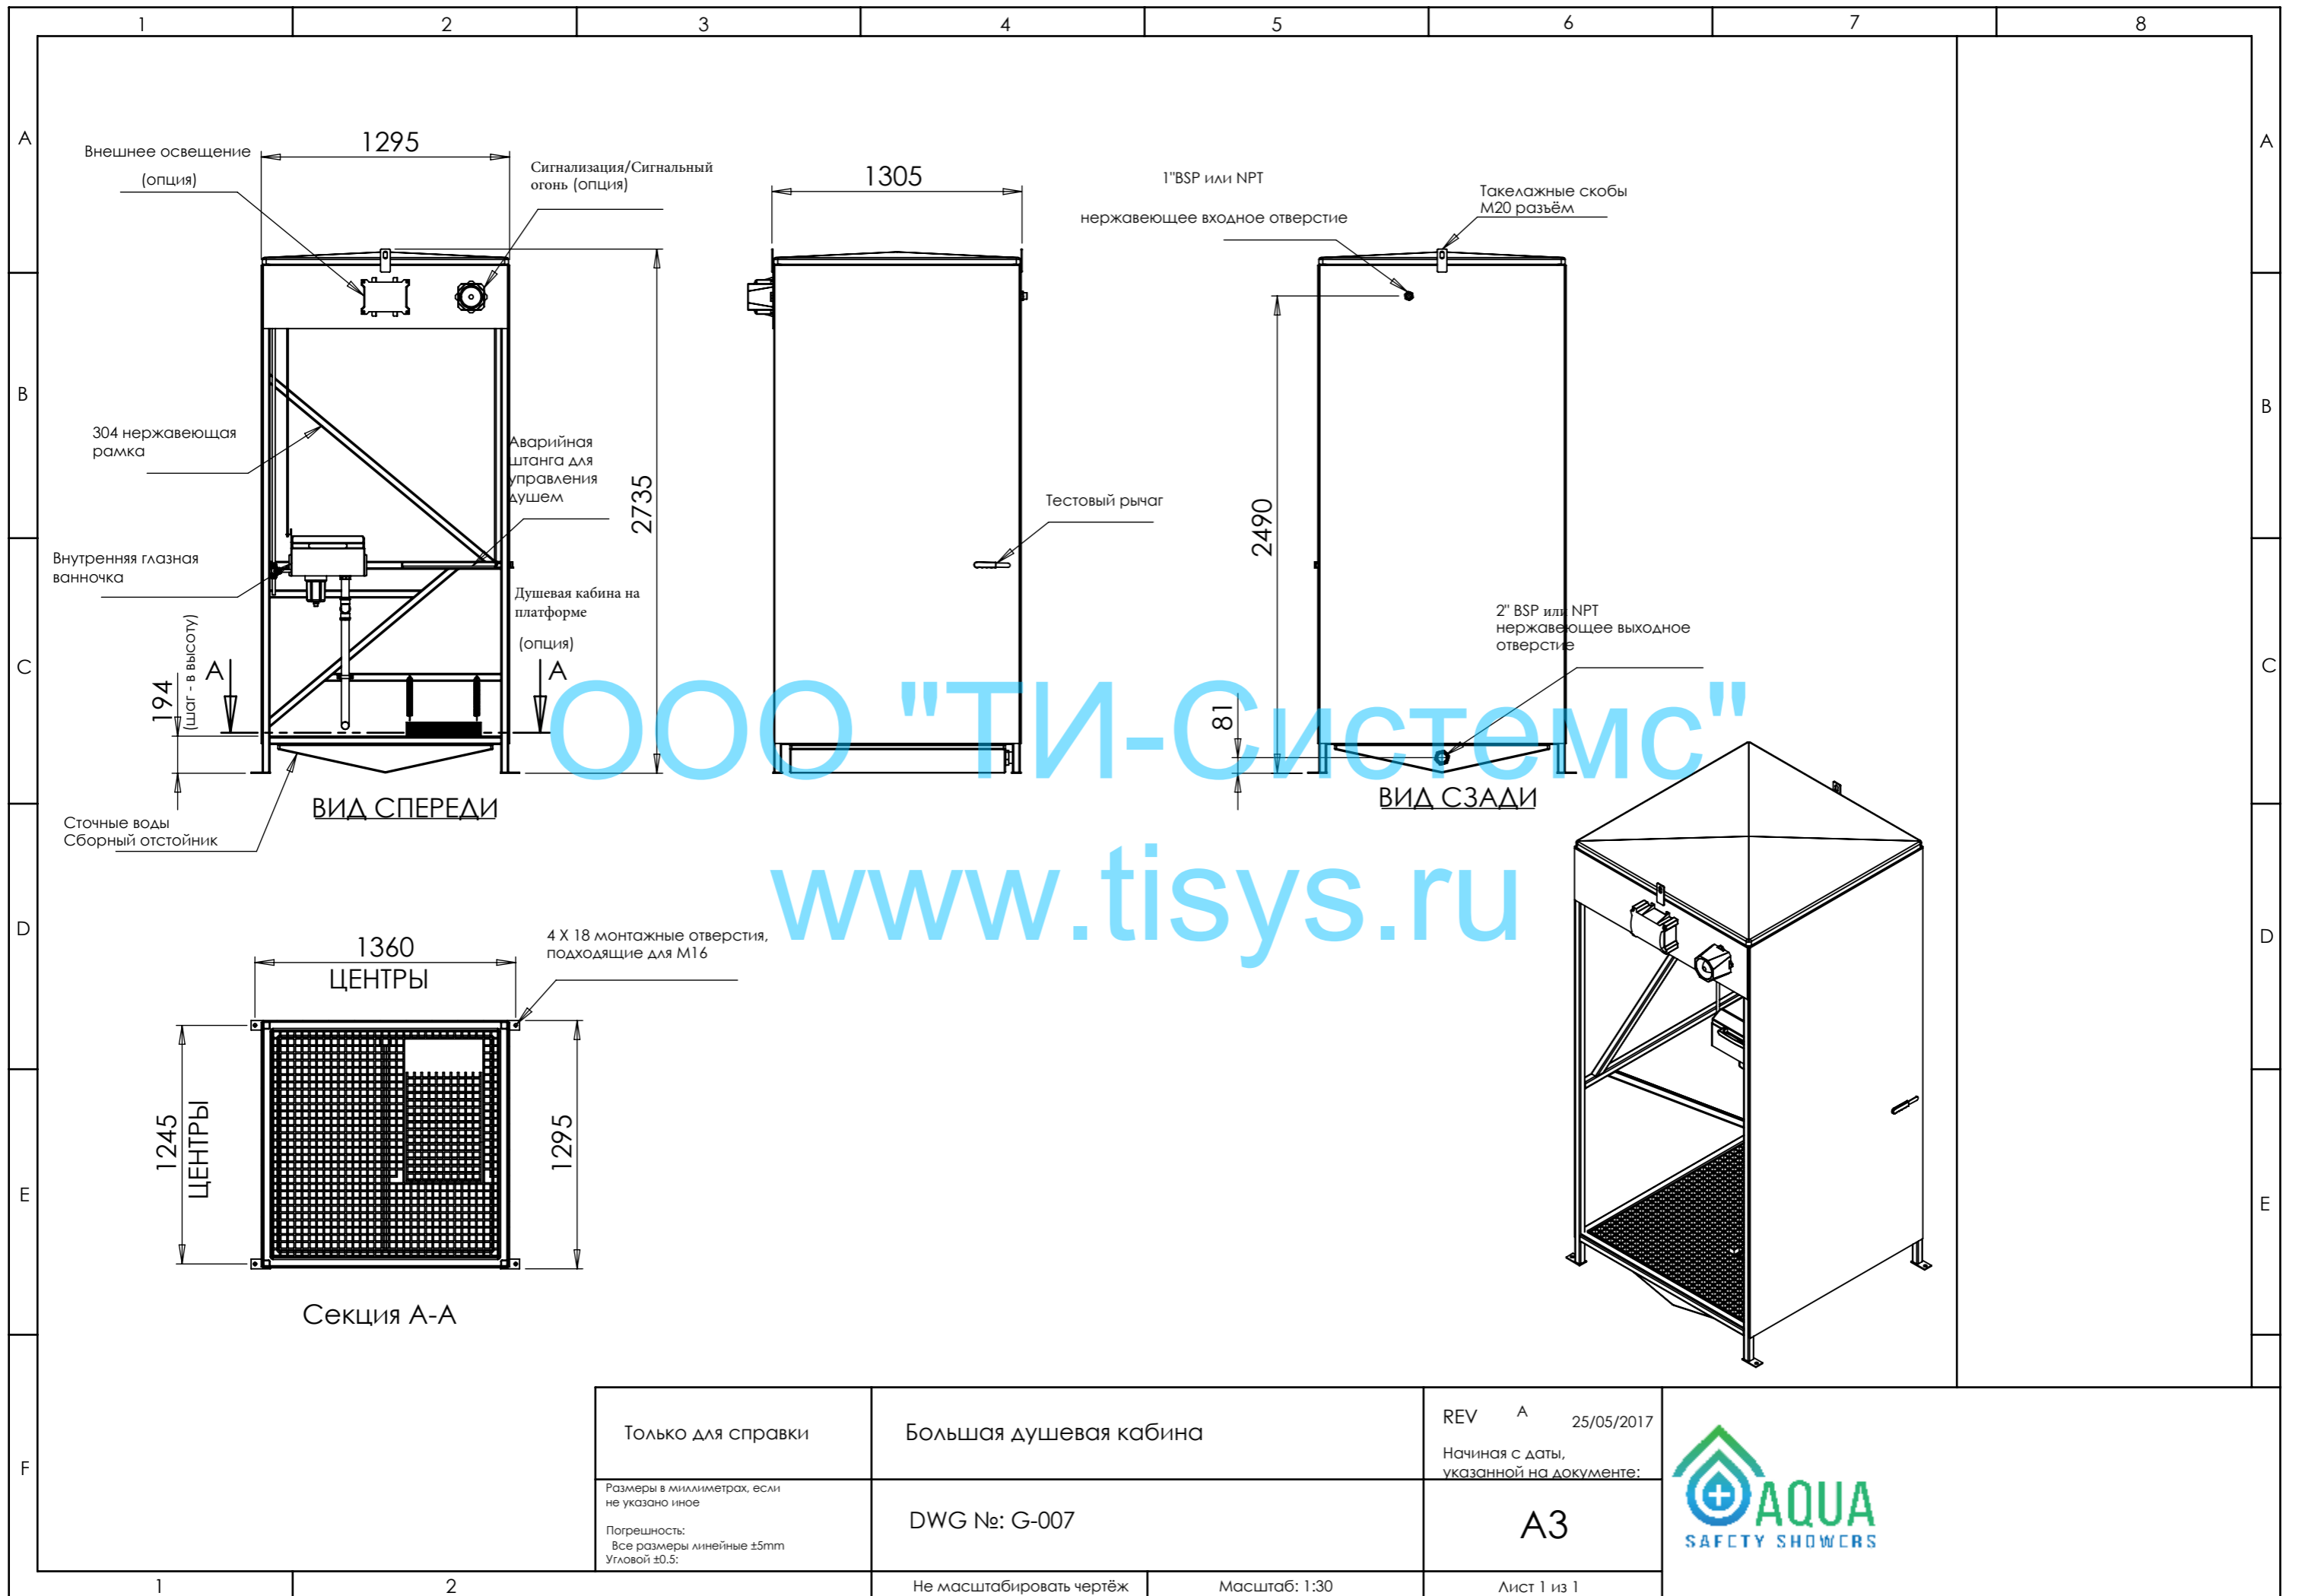 1 2 3 4 5 6 7 8
A
A
B
B
C
C
D
D
E
E
F
Внешнее освещение
(опция)
1295
Сигнализация/Сигнальный
огонь (опция)
304 нержавеющая
рамка
Аварийная
штанга для
управления
душем
2735
Внутренняя глазная
ванночка
Душевая кабина на
платформе
(опция)
194
(шаг - в высоту)
A
A
Сточные воды
Сборный отстойник
ВИД СПЕРЕДИ
1305
Тестовый рычаг
1"BSP или NPT
нержавеющее входное отверстие
Такелажные скобы
M20 разъём
2490
2" BSP или NPT
нержавеющее выходное
отверстие
81
ВИД СЗАДИ
ООО "ТИ-Системс"
www.tisys.ru
1360
ЦЕНТРЫ
4 X 18 монтажные отверстия,
подходящие для M16
1245
ЦЕНТРЫ
1295
Секция A-A
Только для справки
Большая душевая кабина
REV A 25/05/2017
Начиная с даты,
указанной на документе:
Размеры в миллиметрах, если
не указано иное
Погрешность:
Все размеры линейные ±5mm
Угловой ±0.5:
DWG №: G-007
A3
AQUA
SAFETY SHOWERS
1 2
Не масштабировать чертёж
Масштаб: 1:30
Лист 1 из 1